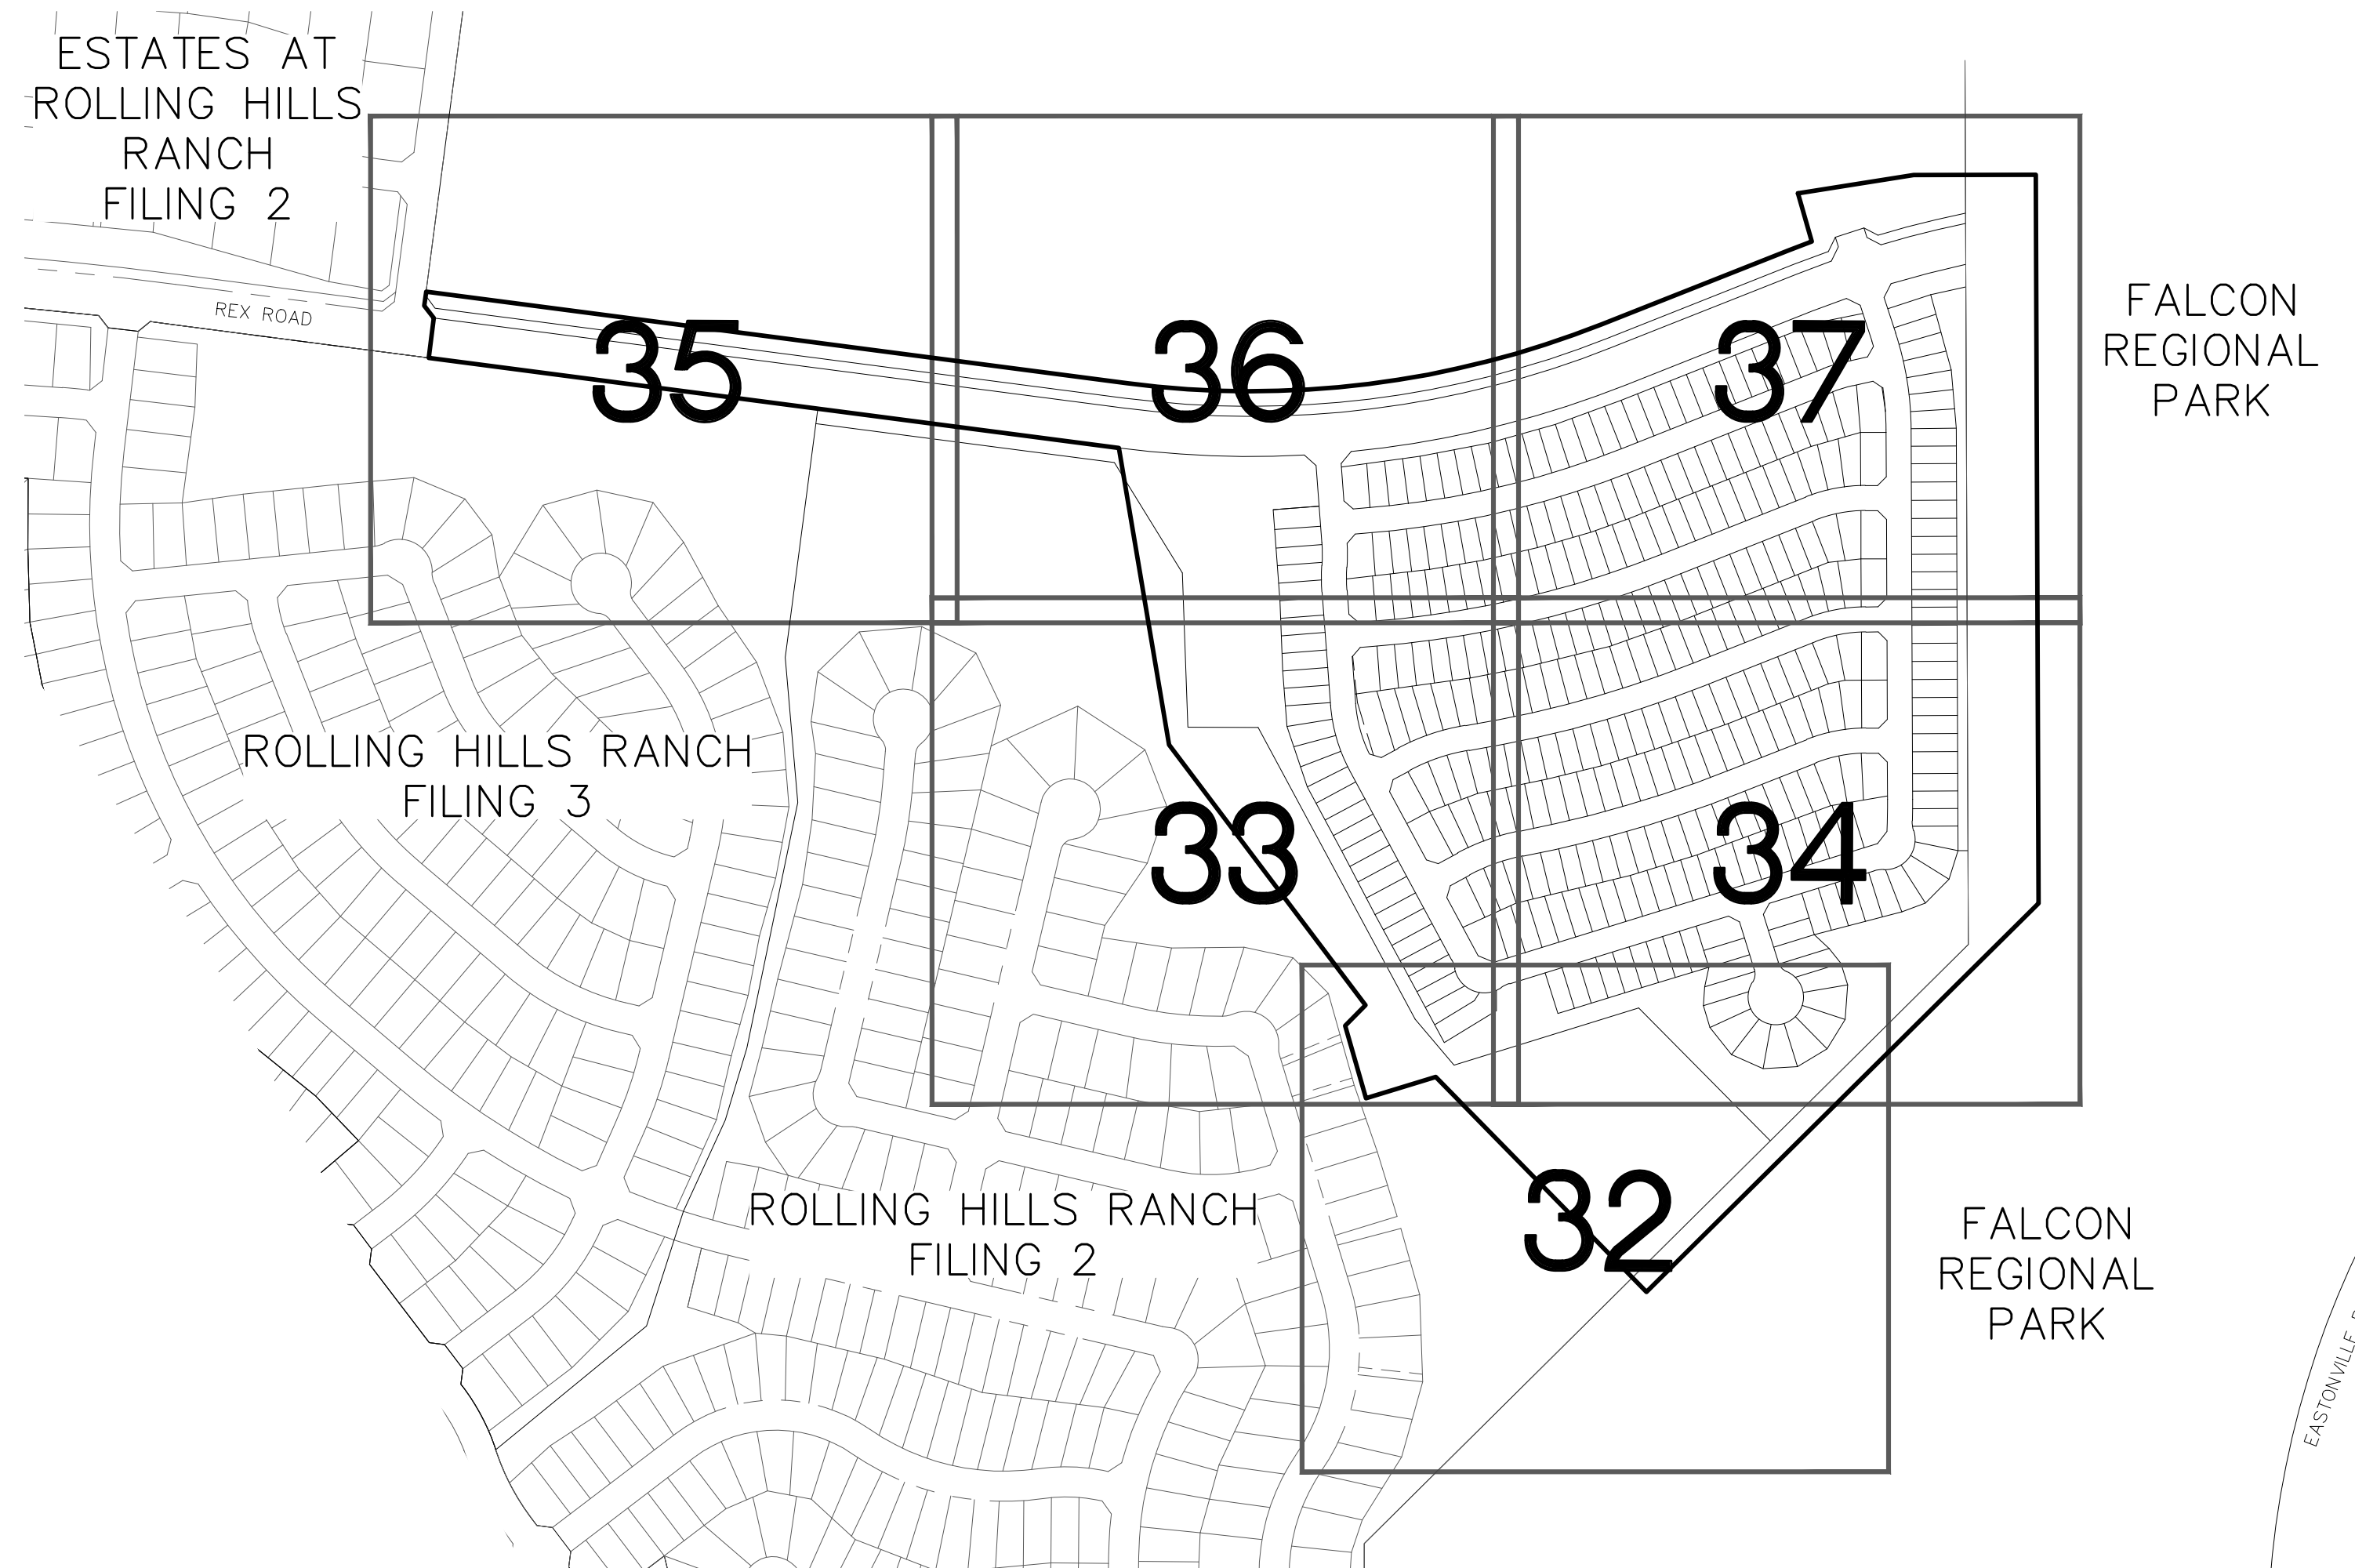 ESTATES AT
ROLLING HILLS
RANCH
FILING 2
REX ROAD
35
36
37
FALCON
REGIONAL
PARK
ROLLING HILLS RANCH
FILING 3
33
34
ROLLING HILLS RANCH
FILING 2
32
FALCON
REGIONAL
PARK
EASTONVILLE